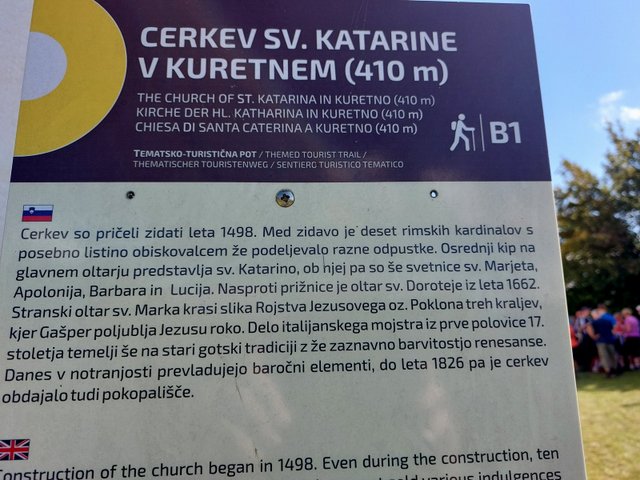 CERKEV SV. KATARINE
V KURETNEM (410 m)
THE CHURCH OF ST. KATARINA IN KURETNO (410 m)
KIRCHE DER HL. KATHARINA IN KURETNO (410 m)
CHIESA DI SANTA CATERINA A KURETNO (410 m)
B1
TEMATSKO-TURISTIČNA POT / THEMED TOURIST TRAIL /
THEMATISCHER TOURISTENWEG / SENTIERO TURISTICO TEMATICO
Cerkev so pričeli zidati leta 1498. Med zidavo je deset rimskih kardinalov s
posebno listino obiskovalcem že podeljevalo razne odpustke. Osrednji kip na
glavnem oltarju predstavlja sv. Katarino, ob njej pa so še svetnice sv. Marjeta,
Apolonija, Barbara in Lucija. Nasproti prižnice je oltar sv. Doroteje iz leta 1662.
Stranski oltar sv. Marka krasi slika Rojstva Jezusovega oz. Poklona treh kraljev,
kjer Gašper poljublja Jezusu roko. Delo italijanskega mojstra iz prve polovice 17.
stoletja temelji še na stari gotski tradiciji z že zaznavno barvitostjo renesanse.
Danes v notranjosti prevladujejo baročni elementi, do leta 1826 pa je cerkev
obdajalo tudi pokopališče.
Construction of the church began in 1498. Even during the construction, ten
sold various indulgences